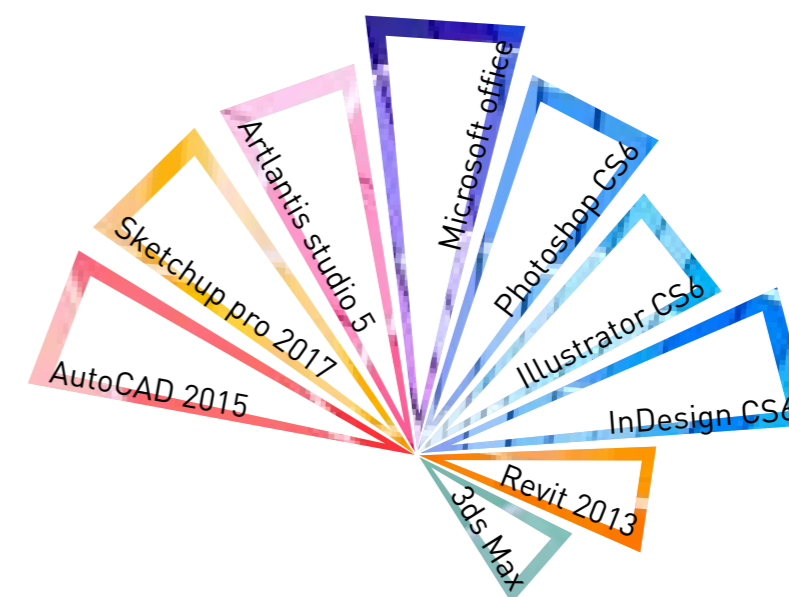 AutoCAD 2015
Sketchup pro 2017
Artlantis studio 5
Microsoft office
Photoshop CS6
Illustrator CS6
InDesign CS6
Revit 2013
3ds Max